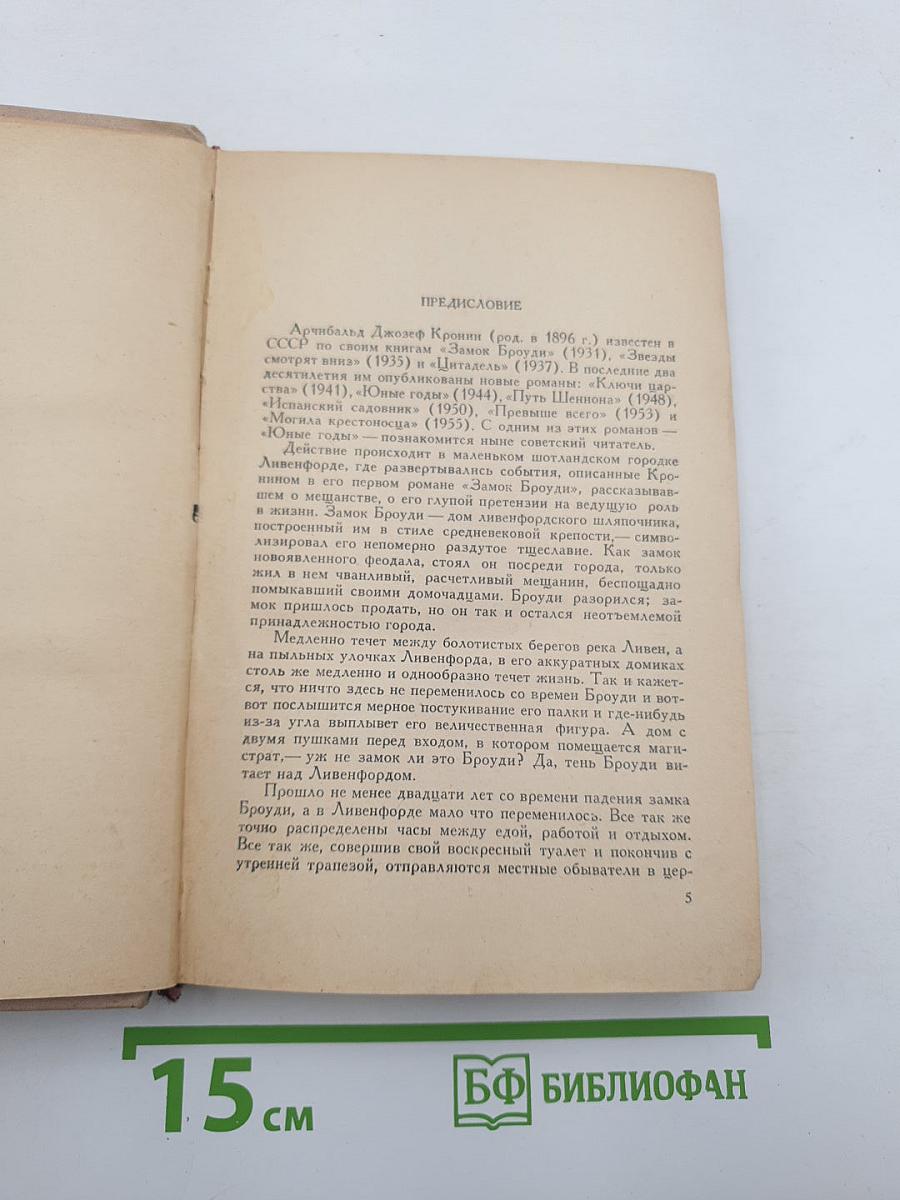 ПРЕДИСЛОВИЕ
Арчибальд Джозеф Кронин (род. в 1896 г.) известен в
СССР по своим книгам «Замок Броуди» (1931), «Звезды
смотрят вниз» (1935) и «Цитадель» (1937). В последние два
десятилетия им опубликованы новые романы: «Ключи цар-
ства» (1941), «Юные годы» (1944), «Путь Шеннона» (1948),
«Испанский садовник» (1950), «Превыше всего» (1953) и
«Могила крестоносца» (1955). С одним из этих романов —
«Юные годы» — познакомится ныне советский читатель.
Действие происходит в маленьком шотландском городке
Ливенфорде, где развертывались события, описанные Кро-
нином в его первом романе «Замок Броуди», рассказывав-
шем о мещанстве, о его глупой претензии на ведущую роль
в жизни. Замок Броуди — дом ливенфордского шляпочника,
построенный им в стиле средневековой крепости,— симво-
лизировал его непомерно раздутое тщеславие. Как замок
новоявленного феодала, стоял он посреди города, только
жил в нем чванливый, расчетливый мещанин, беспощадно
помыкавший своими домочадцами. Броуди разорился; за-
мок пришлось продать, но он так и остался неотъемлемой
принадлежностью города.
Медленно течет между болотистых берегов река Ливен, а
на пыльных улочках Ливенфорда, в его аккуратных домиках
столь же медленно и однообразно течет жизнь. Так и кажет-
ся, что ничто здесь не переменилось со времен Броуди и вот-
вот послышится мерное постукивание его палки и где-нибудь
из-за угла выплывет его величественная фигура. А дом с
двумя пушками перед входом, в котором помещается маги-
страт,— уж не замок ли это Броуди? Да, тень Броуди ви-
тает над Ливенфордом.
Прошло не менее двадцати лет со времени падения замка
Броуди, а в Ливенфорде мало что переменилось. Все так же
точно распределены часы между едой, работой и отдыхом.
Все так же, совершив свой воскресный туалет и покончив с
утренней трапезой, отправляются местные обыватели в цер-
5
15 см
БФ БИБЛИОФАН